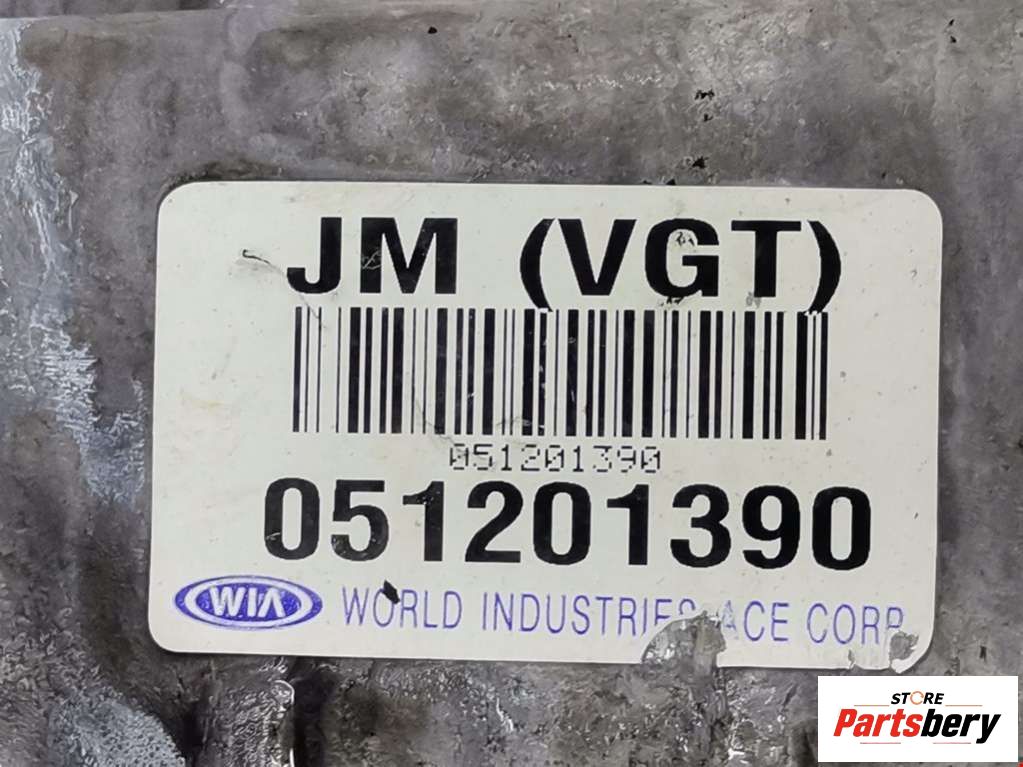 JM (VGT)
051201390
051201390
WIA WORLD INDUSTRIES ACE CORP.
STORE
Partsbery